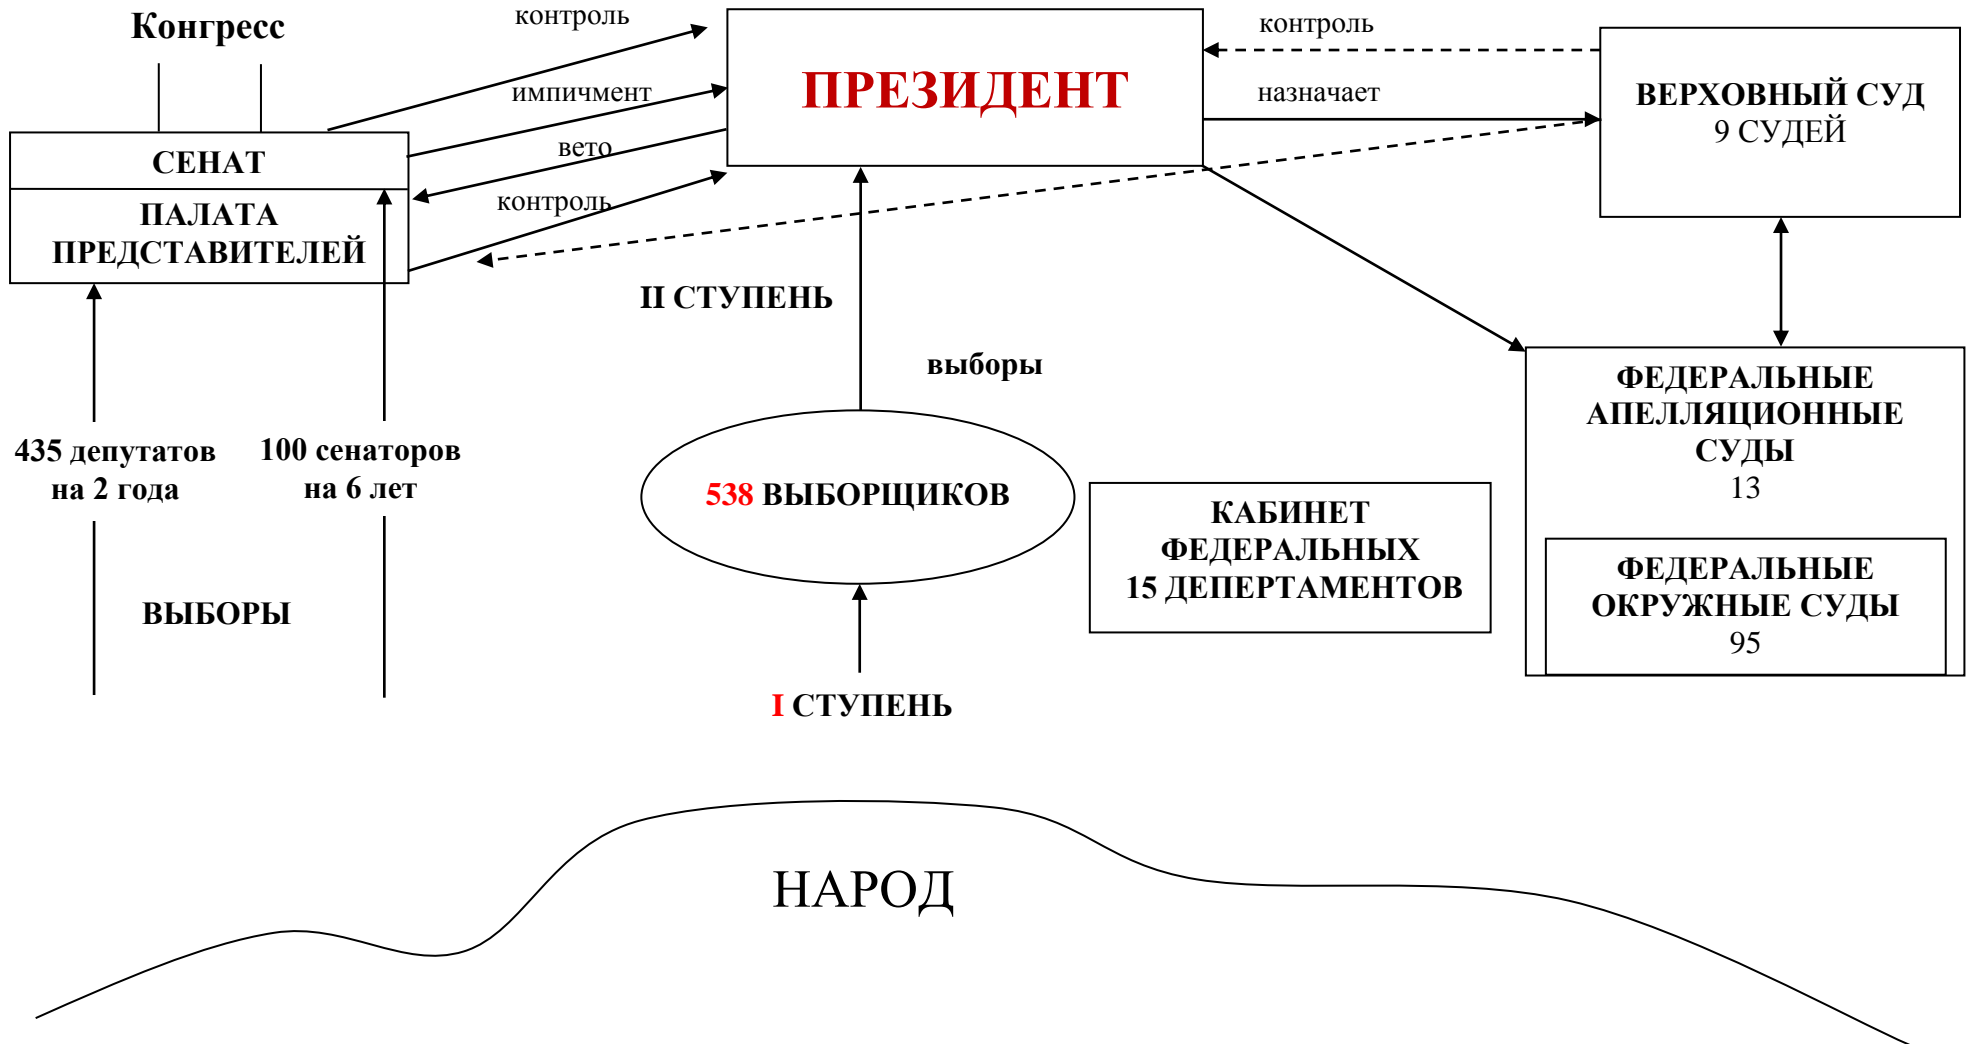 Конгресс
контроль
импичмент
вето
контроль
СЕНАТ
ПАЛАТА
ПРЕДСТАВИТЕЛЕЙ
ПРЕЗИДЕНТ
контроль
назначает
ВЕРХОВНЫЙ СУД
9 СУДЕЙ
II СТУПЕНЬ
выборы
435 депутатов
на 2 года
100 сенаторов
на 6 лет
ВЫБОРЫ
538 ВЫБОРЩИКОВ
I СТУПЕНЬ
КАБИНЕТ
ФЕДЕРАЛЬНЫХ
15 ДЕПЕРТАМЕНТОВ
ФЕДЕРАЛЬНЫЕ
АПЕЛЛЯЦИОННЫЕ
СУДЫ
13
ФЕДЕРАЛЬНЫЕ
ОКРУЖНЫЕ СУДЫ
95
НАРОД